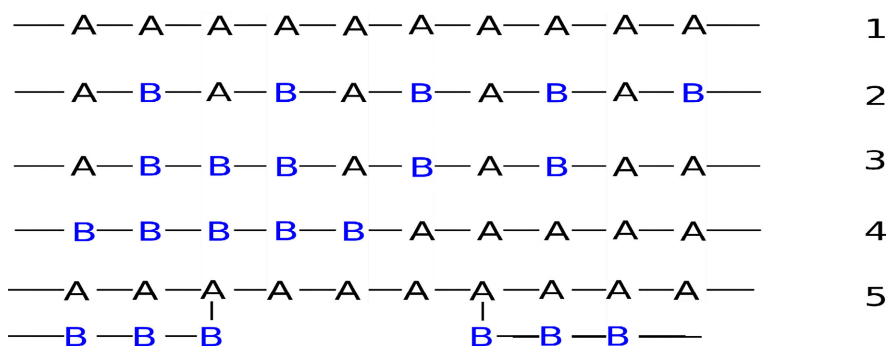 A A A A A A A A A A 1
A B A B A B A B A B 2
A B B B A B A B A A 3
B B B B B A A A A A 4
A A A A A A A A A A 5
B B B B B B